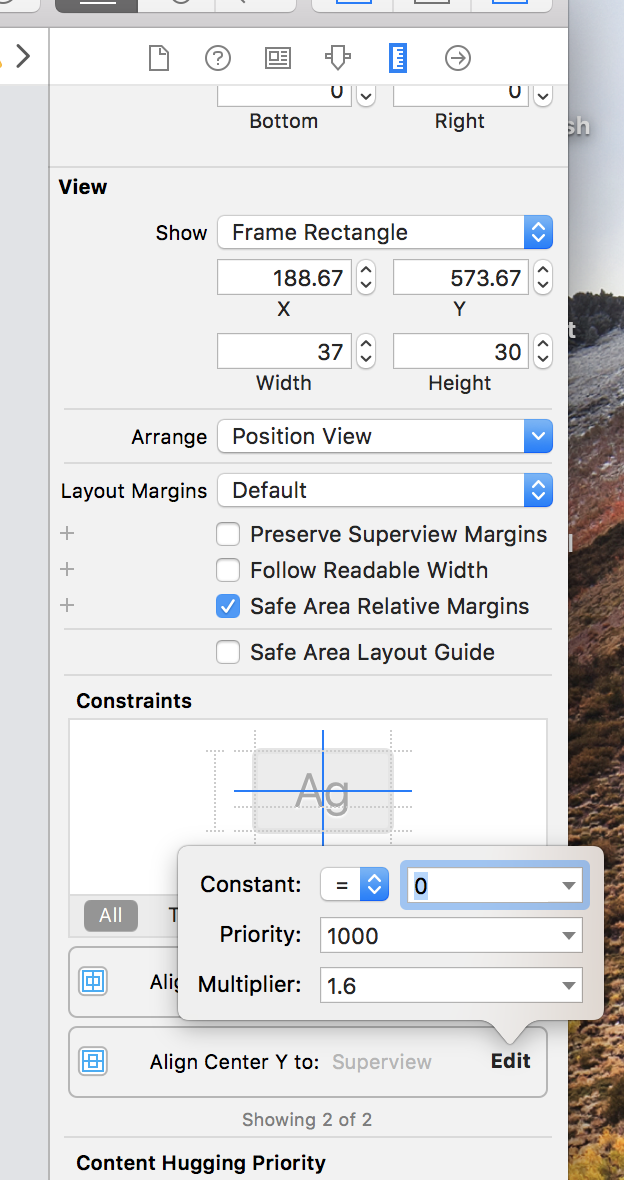 0
0
Bottom
Right
View
Show
Frame Rectangle
188.67
573.67
X
Y
37
30
Width
Height
Arrange
Position View
Layout Margins
Default
+
Preserve Superview Margins
+
Follow Readable Width
+
Safe Area Relative Margins
Safe Area Layout Guide
Constraints
Ag
Constant:
=
0
All
Priority:
1000
Multiplier:
1.6
Align Center Y to:
Superview
Edit
Showing 2 of 2
Content Hugging Priority